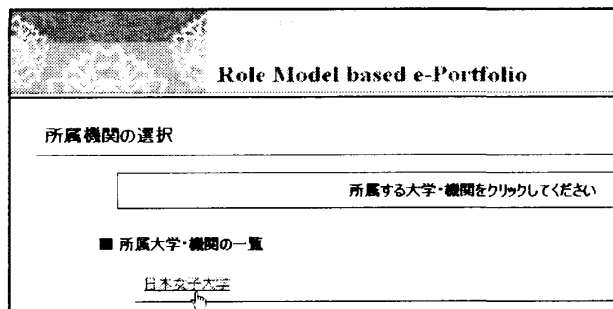 Role Model based e-Portfolio
所属機関の選択
所属する大学・機関をクリックしてください
■ 所属大学・機関の一覧
日本女子大学